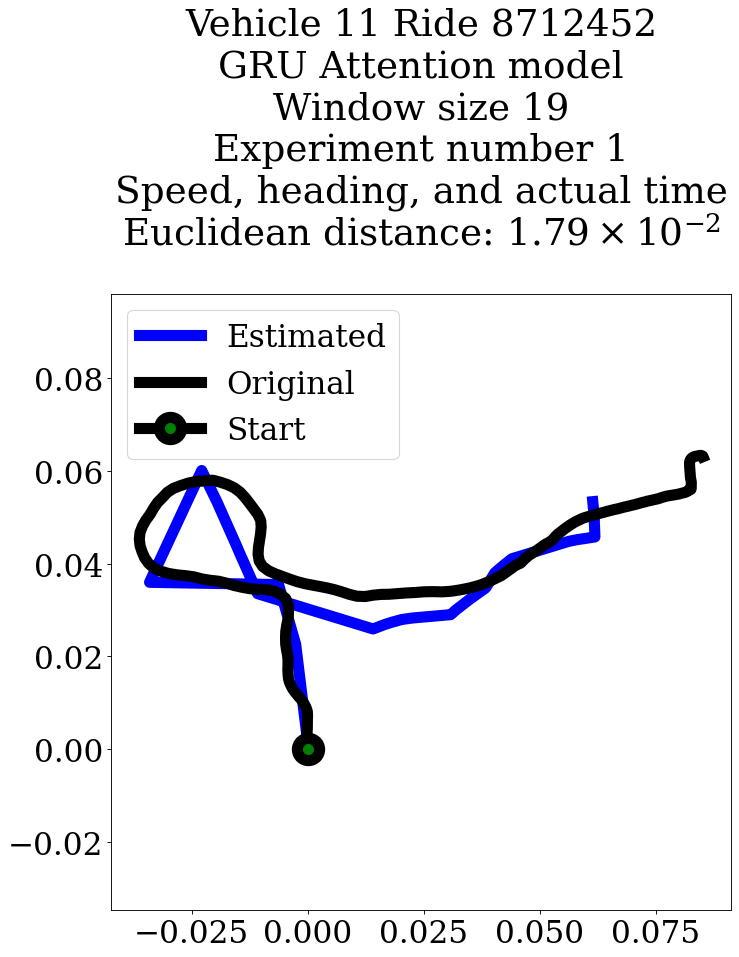 Vehicle 11 Ride 8712452
GRU Attention model
Window size 19
Experiment number 1
Speed, heading, and actual time
Euclidean distance: 1.79 × 10⁻²
Estimated
Original
Start
0.08
0.06
0.04
0.02
0.00
−0.02
−0.025 0.000 0.025 0.050 0.075